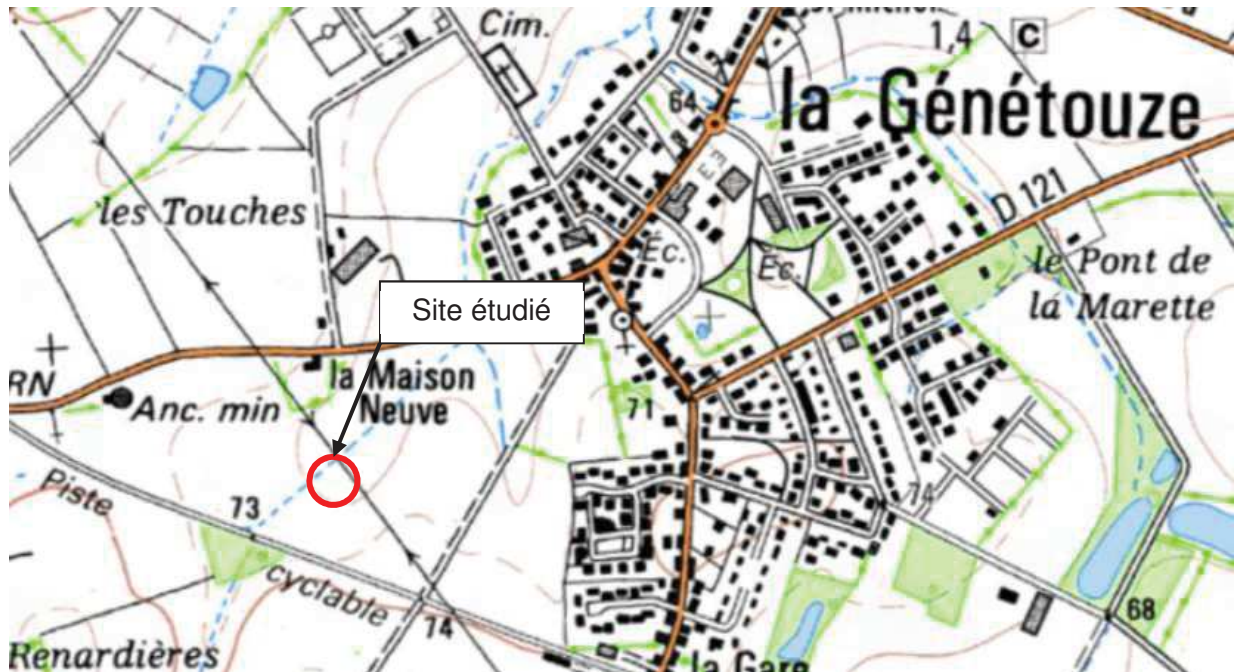 Cim.
1,4
C
64
la Génétouze
les Touches
D 121
Éc.
Éc.
le Pont de
la Marette
Site étudié
la Maison
Neuve
RN
Anc. min
71
Piste
73
74
cyclable
14
68
Renardières
la Gare